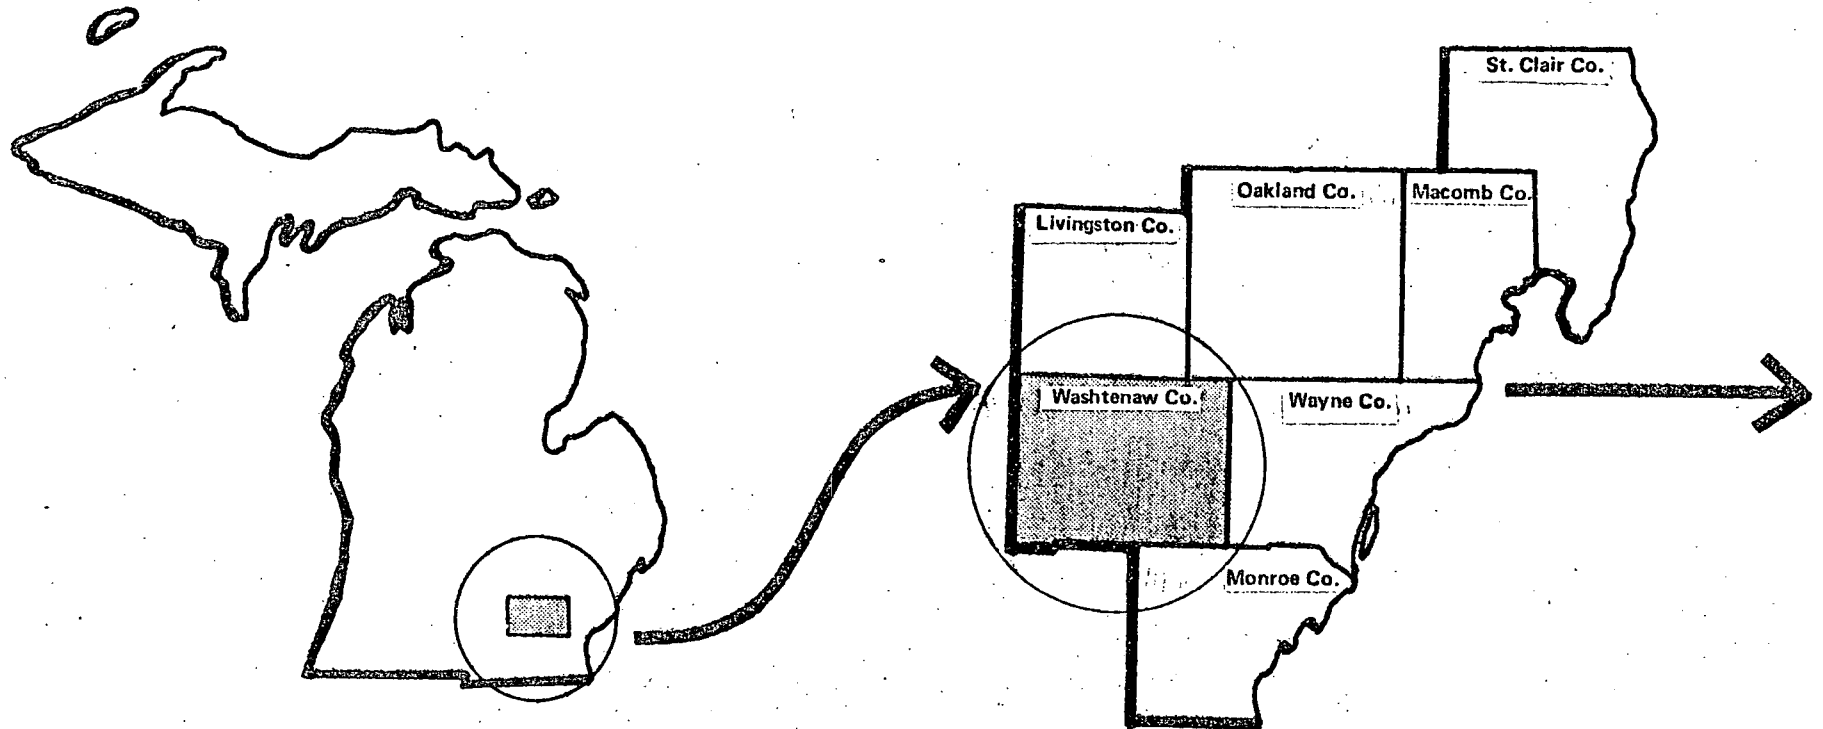 St. Clair Co.
Oakland Co.
Macomb Co.
Livingston Co.
Washtenaw Co.
Wayne Co.
Monroe Co.